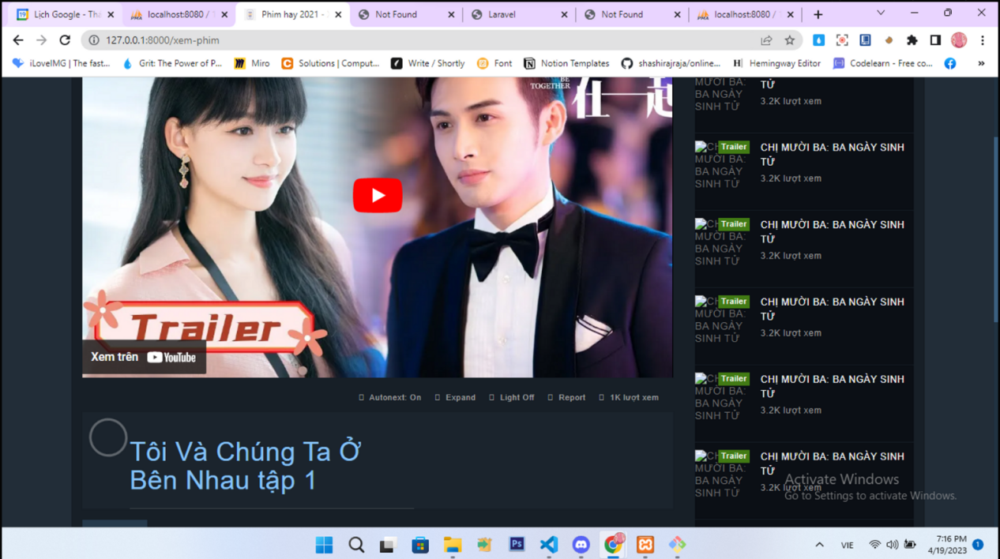 Lịch Google - Th
localhost:8080 / 1
Phim hay 2021 -
Not Found
Laravel
Not Found
localhost:8080 /
127.0.0.1:8000/xem-phim
iLoveIMG | The fast...
Grit: The Power of P...
Miro
Solutions | Comput...
Write / Shortly
Font
Notion Templates
shashirajraja/online...
Hemingway Editor
Codelearn - Free co...
»
BE
TOGETHER
在一起
Trailer
Xem trên YouTube
Autonext: On
Expand
Light Off
Report
1K lượt xem
Tôi Và Chúng Ta Ở
Bên Nhau tập 1
MƯỜI BA:
BA NGÀY
SINH TỬ
TỬ
3.2K lượt xem
CH
MƯỜI BA:
BA NGÀY
SINH TỬ
Trailer
CHỊ MƯỜI BA: BA NGÀY SINH
TỬ
3.2K lượt xem
CH
MƯỜI BA:
BA NGÀY
SINH TỬ
Trailer
CHỊ MƯỜI BA: BA NGÀY SINH
TỬ
3.2K lượt xem
CH
MƯỜI BA:
BA NGÀY
SINH TỬ
Trailer
CHỊ MƯỜI BA: BA NGÀY SINH
TỬ
3.2K lượt xem
CH
MƯỜI BA:
BA NGÀY
SINH TỬ
Trailer
CHỊ MƯỜI BA: BA NGÀY SINH
TỬ
3.2K lượt xem
CH
MƯỜI BA:
BA NGÀY
SINH TỬ
Trailer
CHỊ MƯỜI BA: BA NGÀY SINH
TỬ
3.2K lượt xem
Activate Windows
Go to Settings to activate Windows.
Ps
VIE
7:16 PM
4/19/2023
1